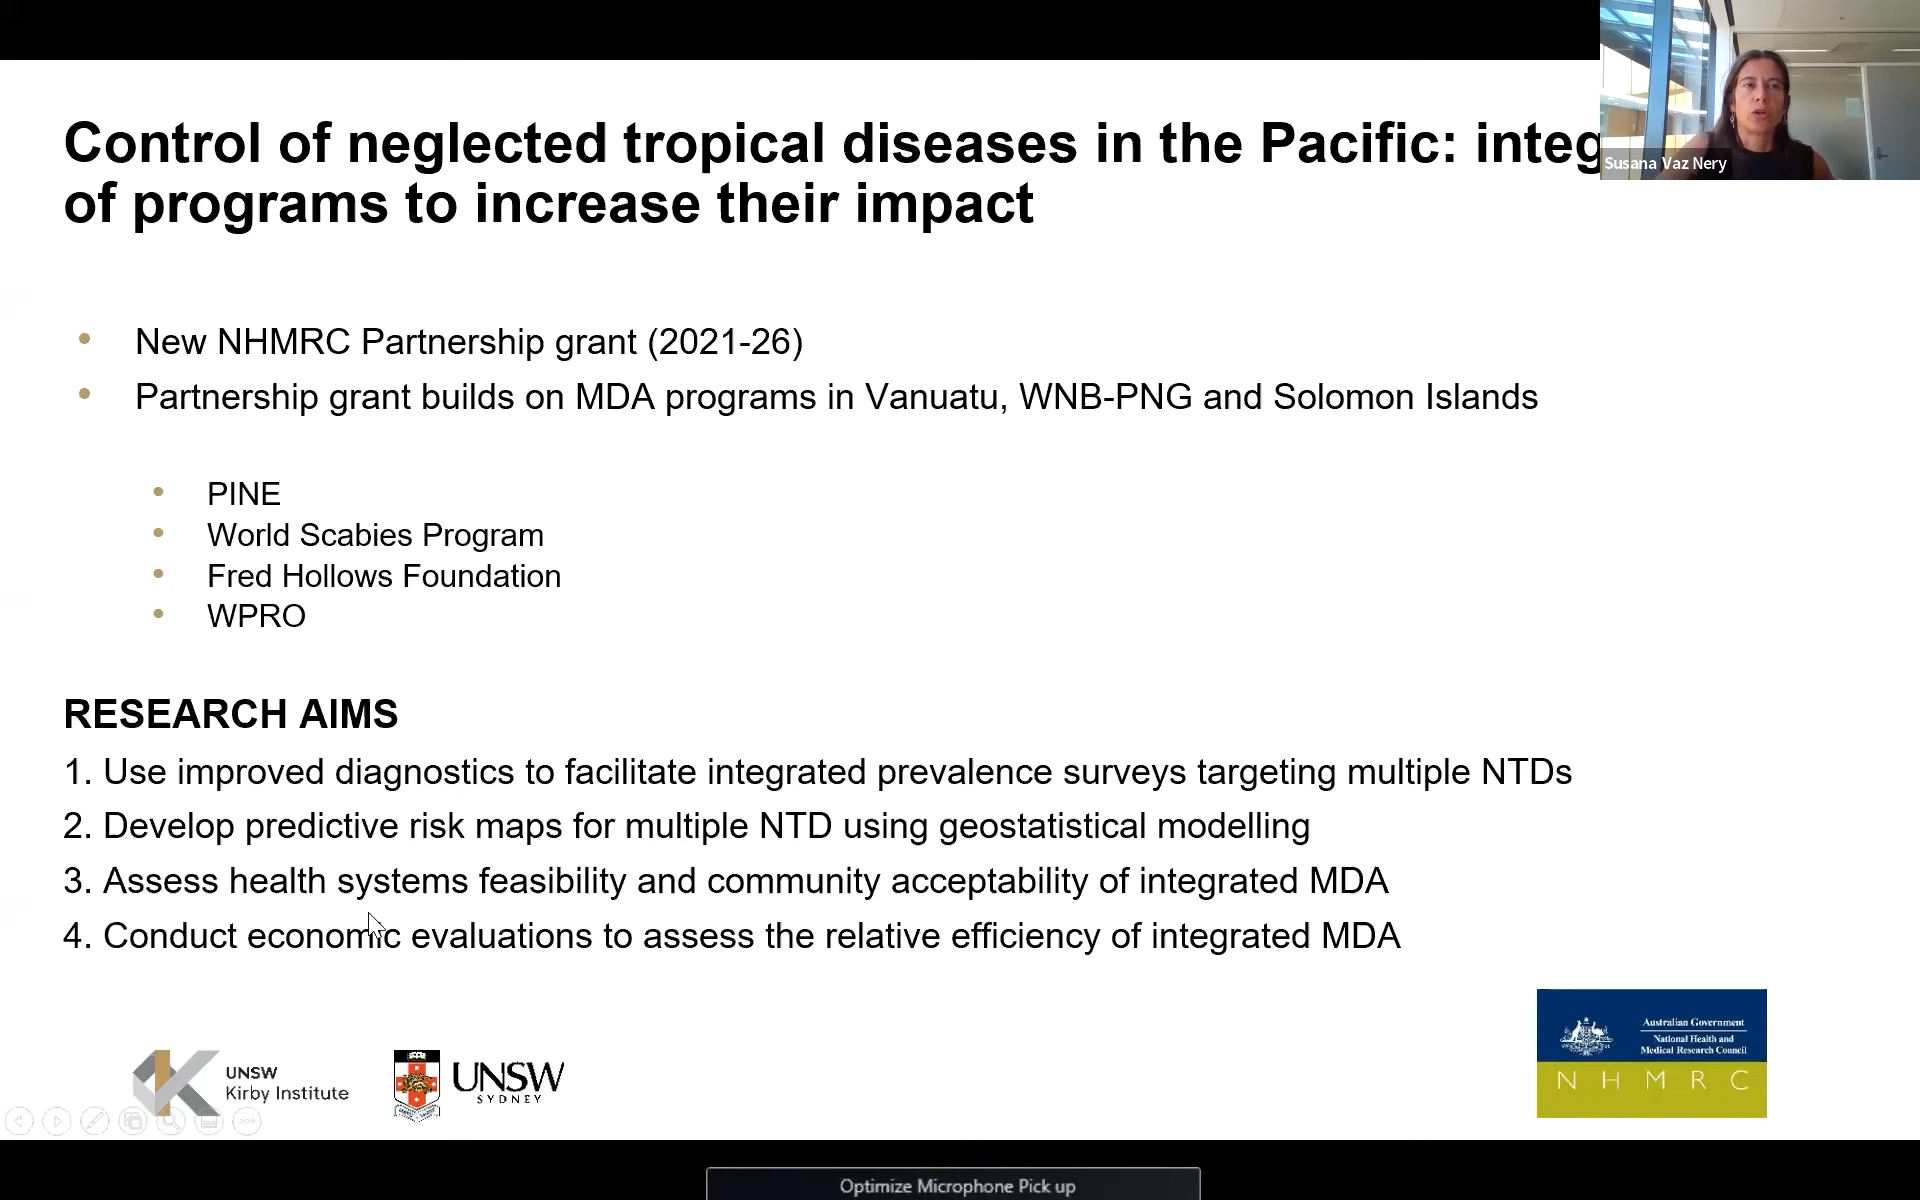 Control of neglected tropical diseases in the Pacific: integ
of programs to increase their impact
Susana Vaz Nery
• New NHMRC Partnership grant (2021-26)
• Partnership grant builds on MDA programs in Vanuatu, WNB-PNG and Solomon Islands
• PINE
• World Scabies Program
• Fred Hollows Foundation
• WPRO
RESEARCH AIMS
1. Use improved diagnostics to facilitate integrated prevalence surveys targeting multiple NTDs
2. Develop predictive risk maps for multiple NTD using geostatistical modelling
3. Assess health systems feasibility and community acceptability of integrated MDA
4. Conduct economic evaluations to assess the relative efficiency of integrated MDA
UNSW
Kirby Institute
UNSW
SYDNEY
Australian Government
National Health and
Medical Research Council
NHMRC
Optimize Microphone Pick up